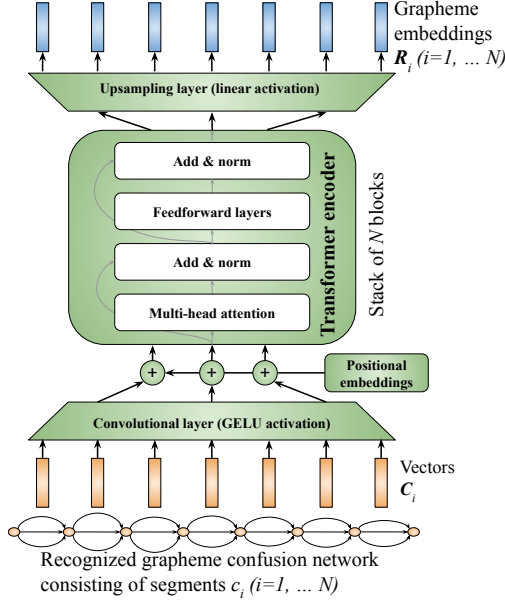 Grapheme
embeddings
R_i (i=1, ... N)
Upsampling layer (linear activation)
Add & norm
Feedforward layers
Add & norm
Multi-head attention
Transformer encoder
Stack of N blocks
+ + +
Positional
embeddings
Convolutional layer (GELU activation)
Vectors
C_i
Recognized grapheme confusion network
consisting of segments c_i (i=1, ... N)